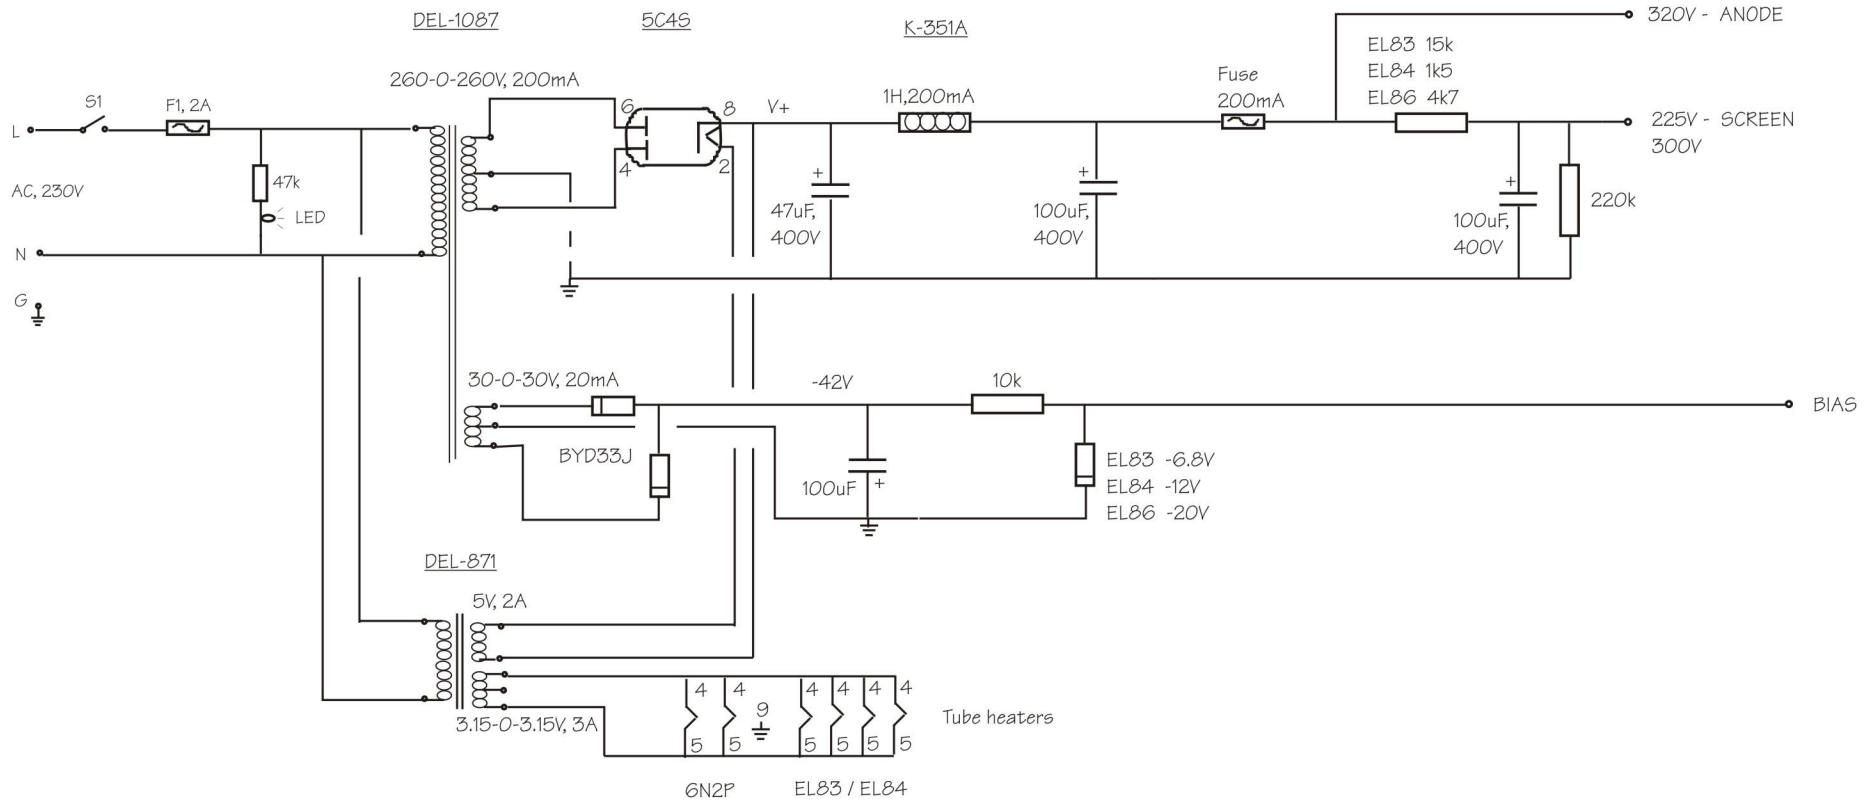 DEL-1087
5C4S
K-351A
320V - ANODE
EL83 15k
EL84 1k5
EL86 4k7
260-0-260V, 200mA
Fuse
200mA
S1
F1, 2A
6
8
V+
1H,200mA
L
225V - SCREEN
300V
4
2
47k
AC, 230V
LED
+
47uF,
400V
+
100uF,
400V
+
100uF,
400V
220k
N
G
30-0-30V, 20mA
-42V
10k
BIAS
BYD33J
100uF
+
EL83 -6.8V
EL84 -12V
EL86 -20V
DEL-871
5V, 2A
3.15-0-3.15V, 3A
4
4
9
4
4
4
4
5
5
5
5
5
5
Tube heaters
6N2P
EL83 / EL84